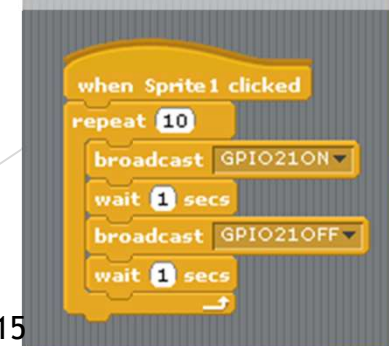 when Sprite1 clicked
repeat 10
broadcast GPIO21ON
wait 1 secs
broadcast GPIO21OFF
wait 1 secs
15